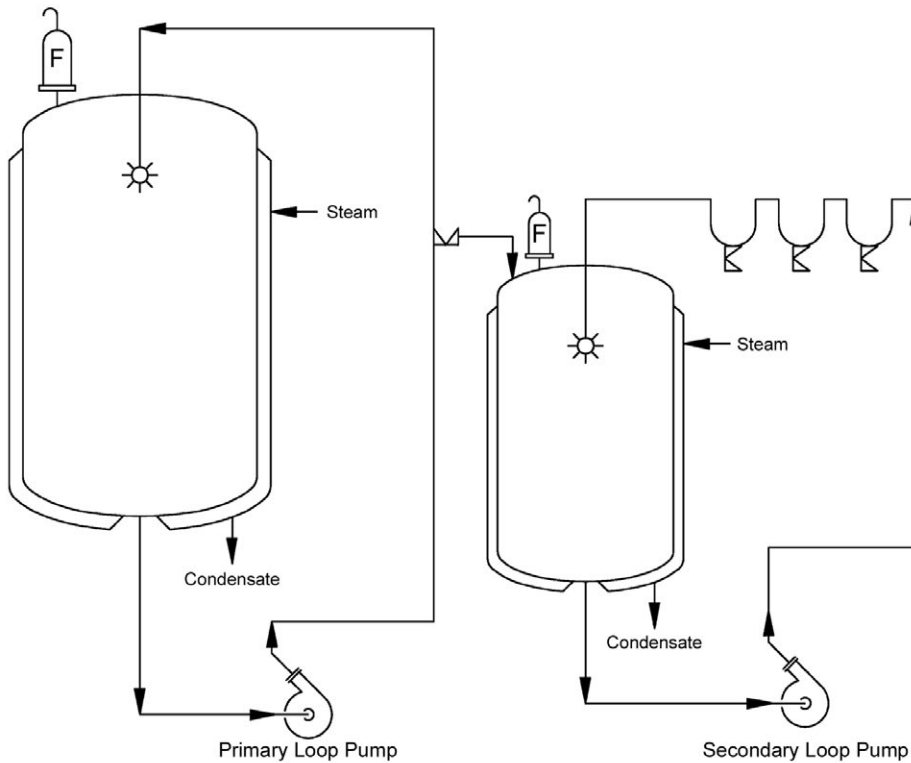 F
Steam
F
Steam
Condensate
Condensate
Primary Loop Pump
Secondary Loop Pump